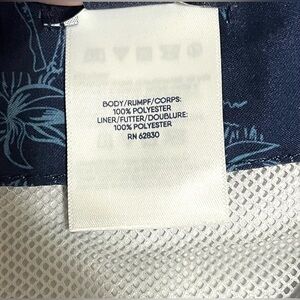 BODY/RUMPF/CORPS:
100% POLYESTER
LINER/FUTTER/DOUBLURE:
100% POLYESTER
RN 62830